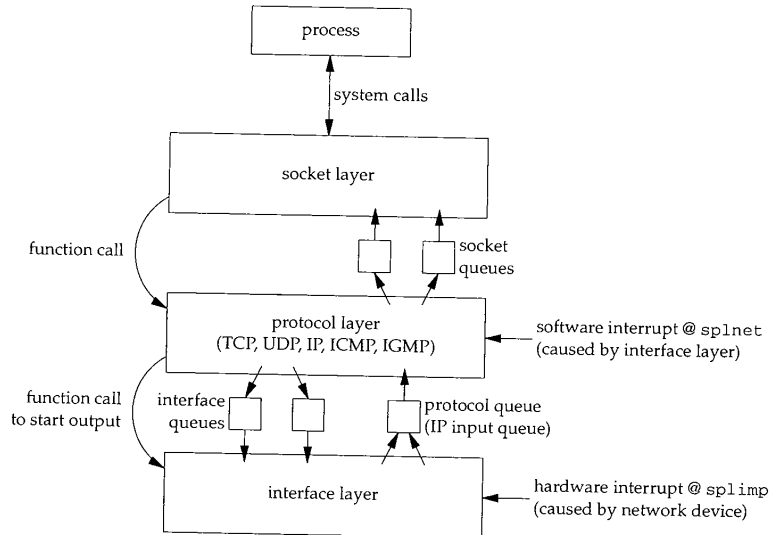 process
system calls
socket layer
function call
socket
queues
protocol layer
(TCP, UDP, IP, ICMP, IGMP)
software interrupt @ splnet
(caused by interface layer)
function call
to start output
interface
queues
protocol queue
(IP input queue)
interface layer
hardware interrupt @ splimp
(caused by network device)